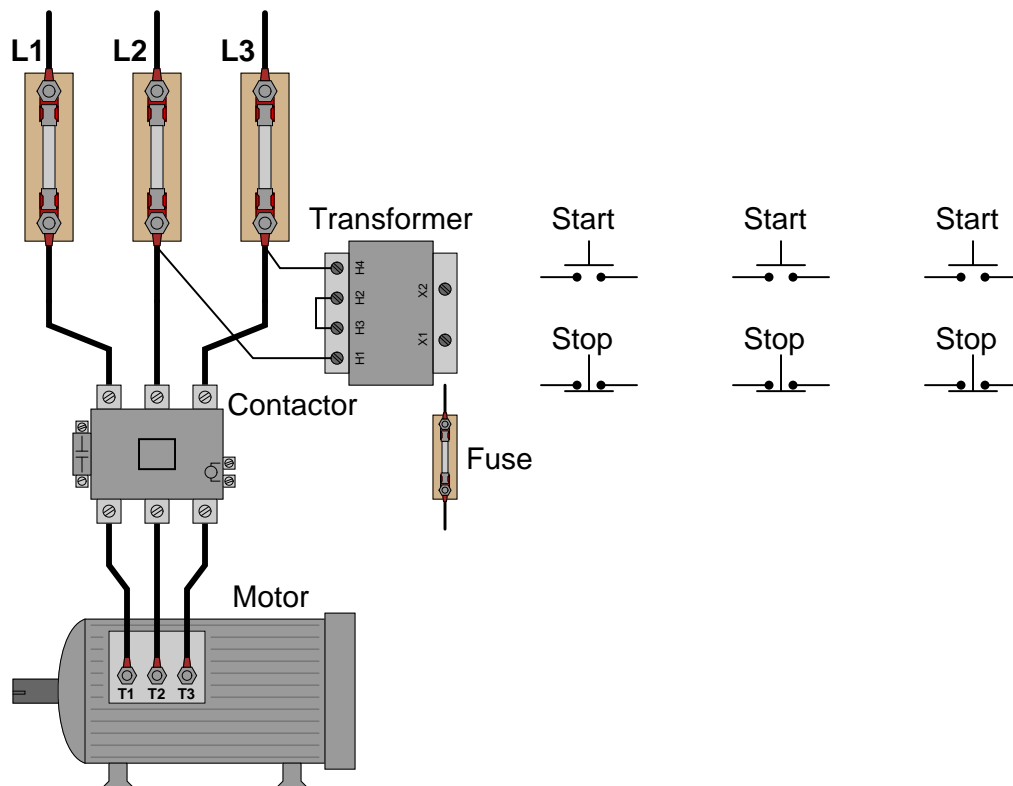 L1 L2 L3
Transformer
H4
H2
H3
H1
X2
X1
Start Start Start
Stop Stop Stop
Contactor
Fuse
Motor
T1 T2 T3